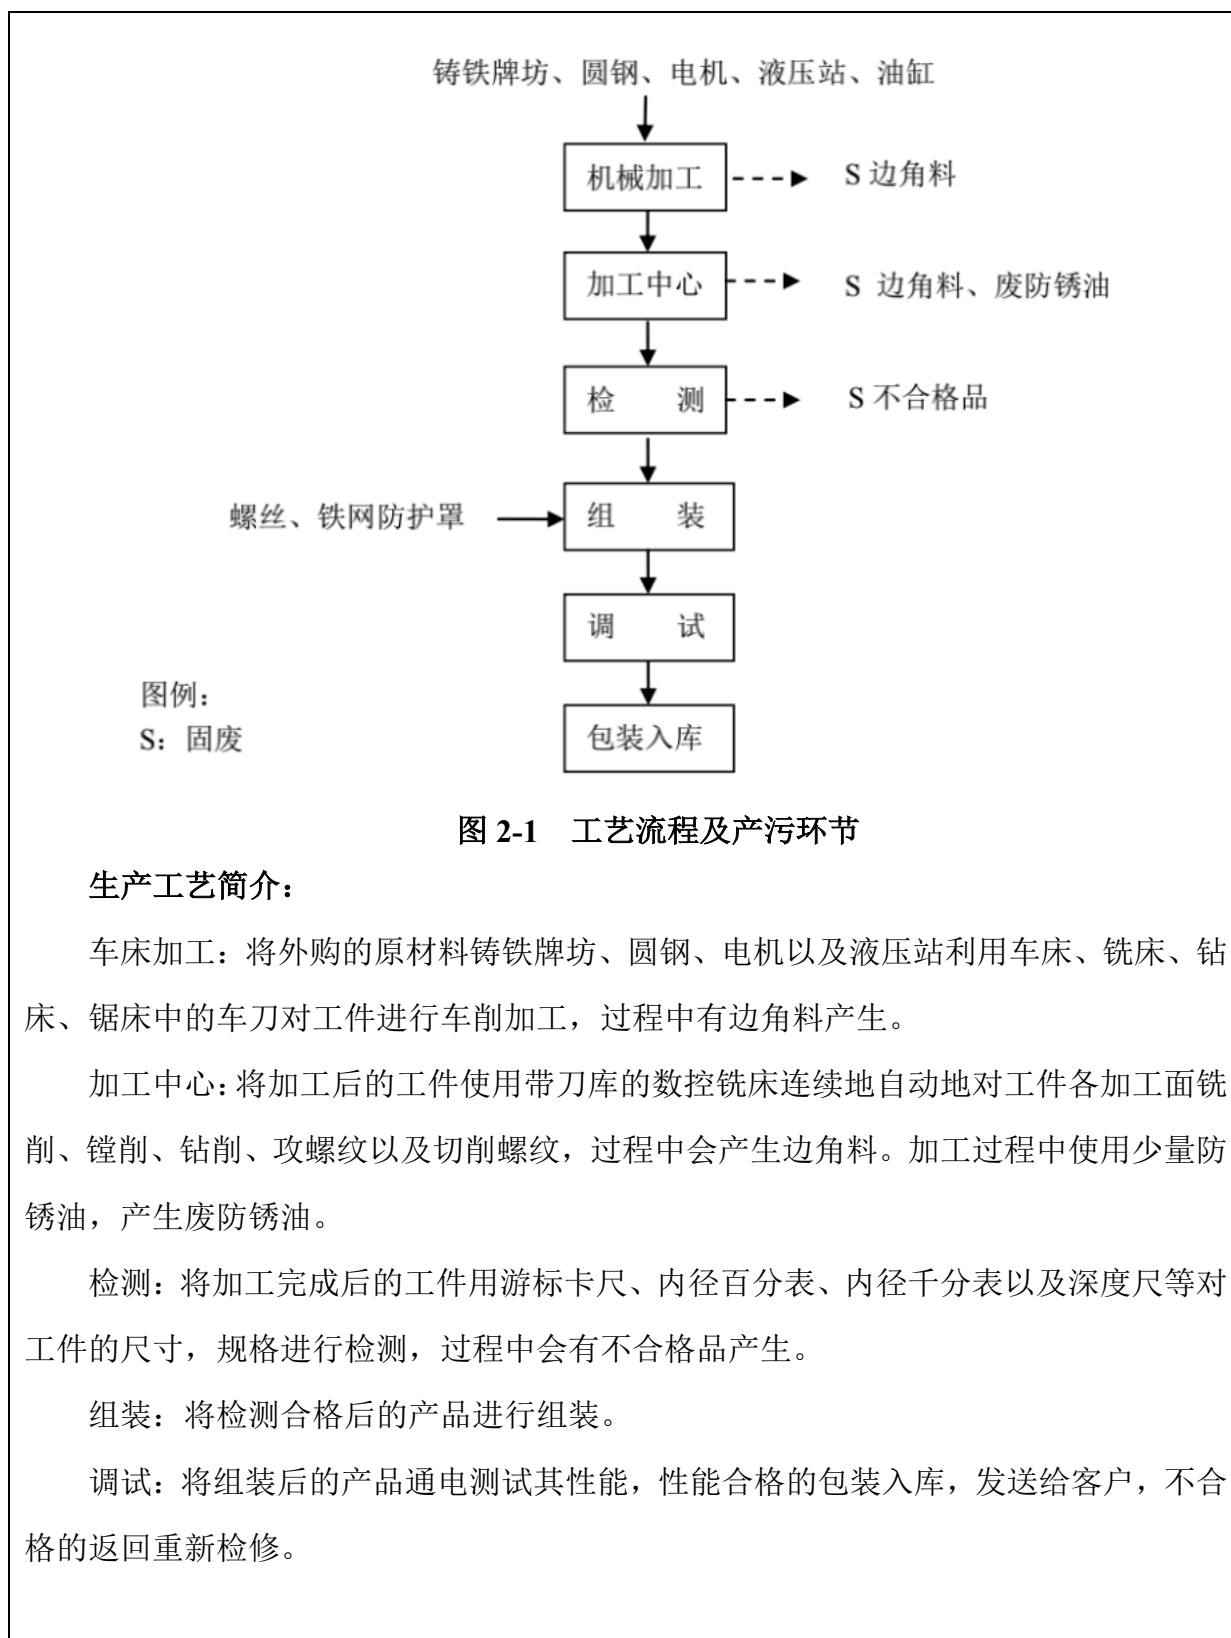 铸铁牌坊、圆钢、电机、液压站、油缸
机械加工
S 边角料
加工中心
S 边角料、废防锈油
检 测
S 不合格品
螺丝、铁网防护罩
组 装
调 试
图例：
S：固废
包装入库
图 2-1 工艺流程及产污环节
生产工艺简介：
车床加工：将外购的原材料铸铁牌坊、圆钢、电机以及液压站利用车床、铣床、钻
床、锯床中的车刀对工件进行车削加工，过程中有边角料产生。
加工中心：将加工后的工件使用带刀库的数控铣床连续地自动地对工件各加工面铣
削、镗削、钻削、攻螺纹以及切削螺纹，过程中会产生边角料。加工过程中使用少量防
锈油，产生废防锈油。
检测：将加工完成后的工件用游标卡尺、内径百分表、内径千分表以及深度尺等对
工件的尺寸，规格进行检测，过程中会有不合格品产生。
组装：将检测合格后的产品进行组装。
调试：将组装后的产品通电测试其性能，性能合格的包装入库，发送给客户，不合
格的返回重新检修。